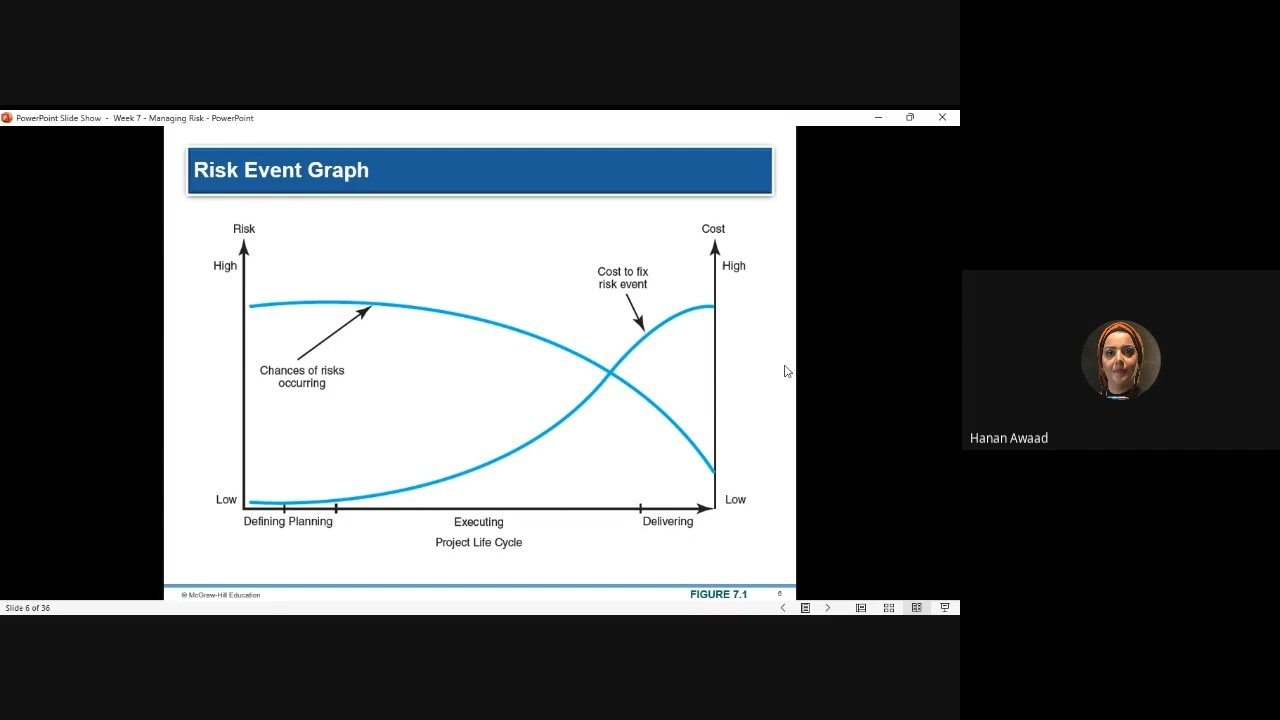 PowerPoint Slide Show - Week 7 - Managing Risk - PowerPoint
Risk Event Graph
Risk
Cost
High
High
Cost to fix
risk event
Chances of risks
occurring
Low
Low
Defining Planning
Executing
Delivering
Project Life Cycle
© McGraw-Hill Education
FIGURE 7.1
6
Slide 6 of 36
Hanan Awaad